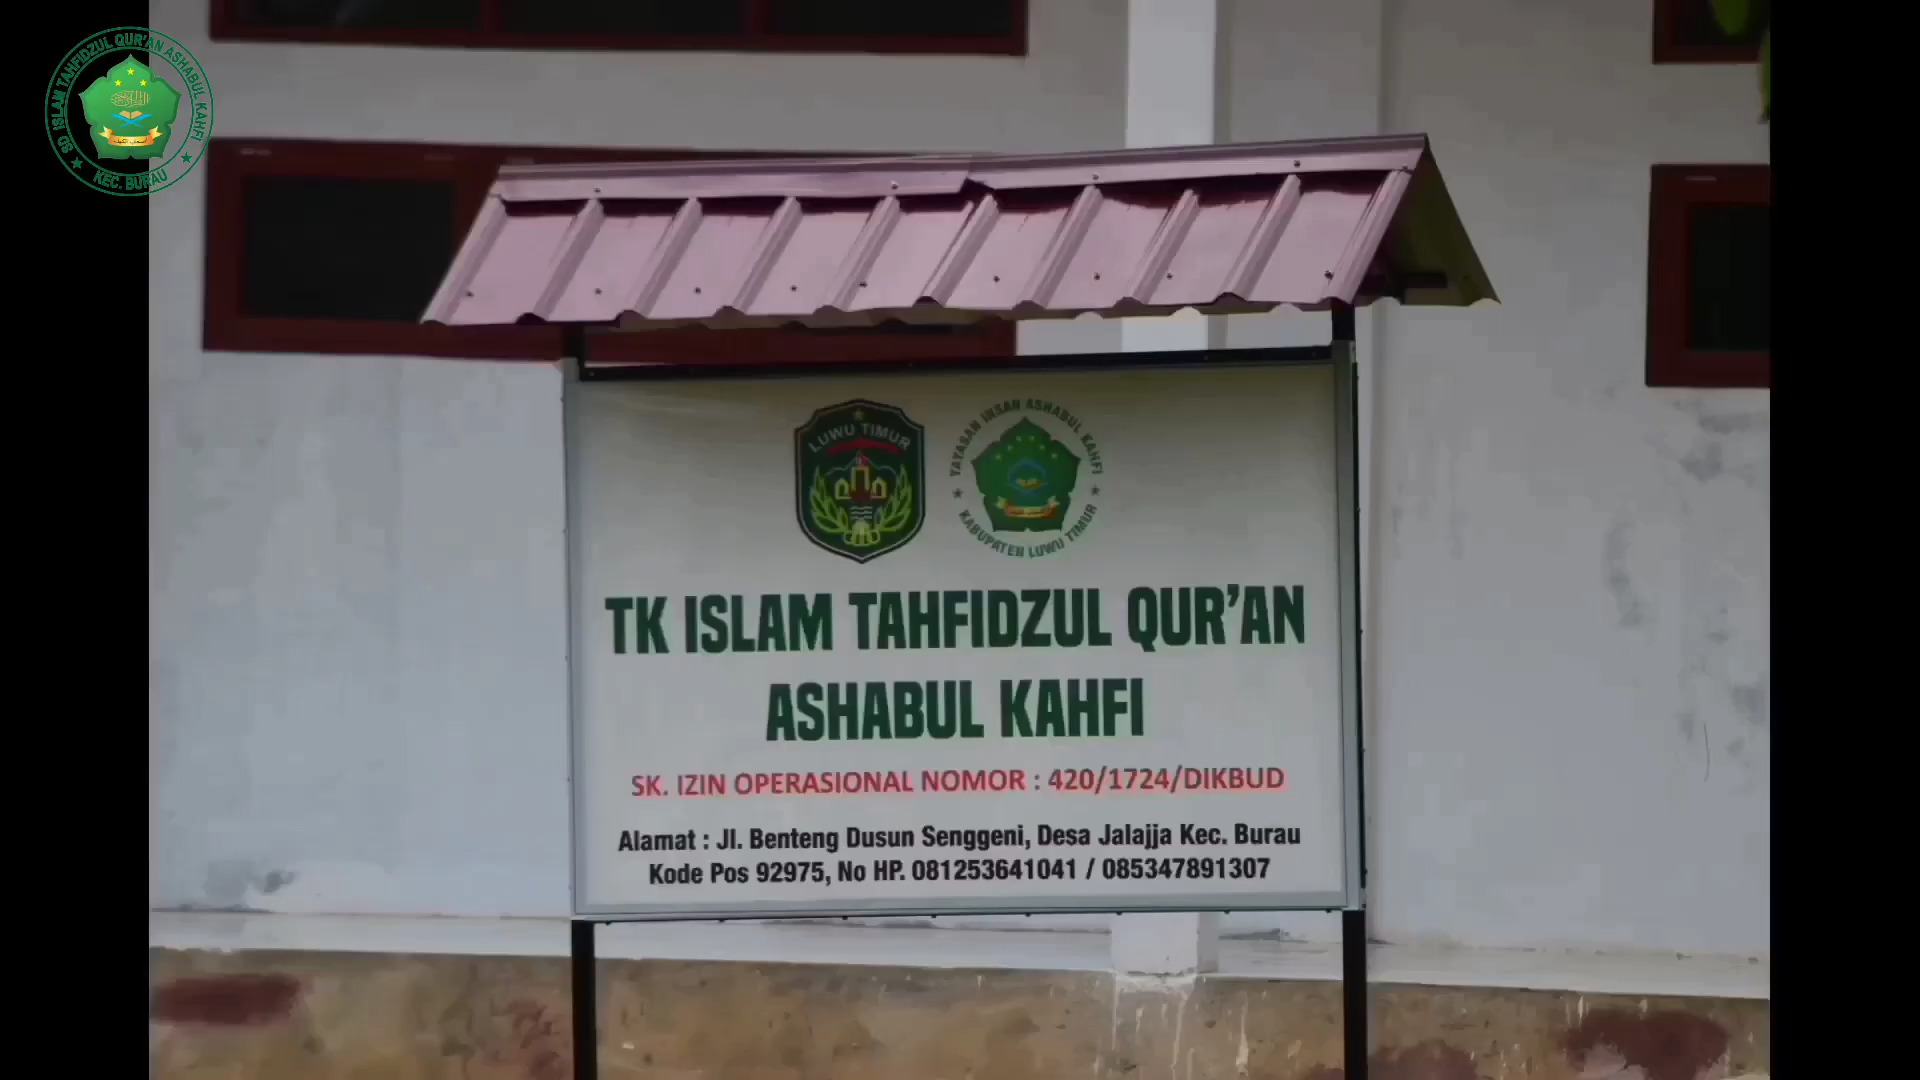 SD ISLAM TAHFIDZUL QUR'AN ASHABUL KAHFI
KEC. BURAU
LUWU TIMUR
YAYASAN INSAN ASHABUL KAHFI
KABUPATEN LUWU TIMUR
TK ISLAM TAHFIDZUL QUR'AN
ASHABUL KAHFI
SK. IZIN OPERASIONAL NOMOR : 420/1724/DIKBUD
Alamat : Jl. Benteng Dusun Senggeni, Desa Jalajja Kec. Burau
Kode Pos 92975, No HP. 081253641041 / 085347891307